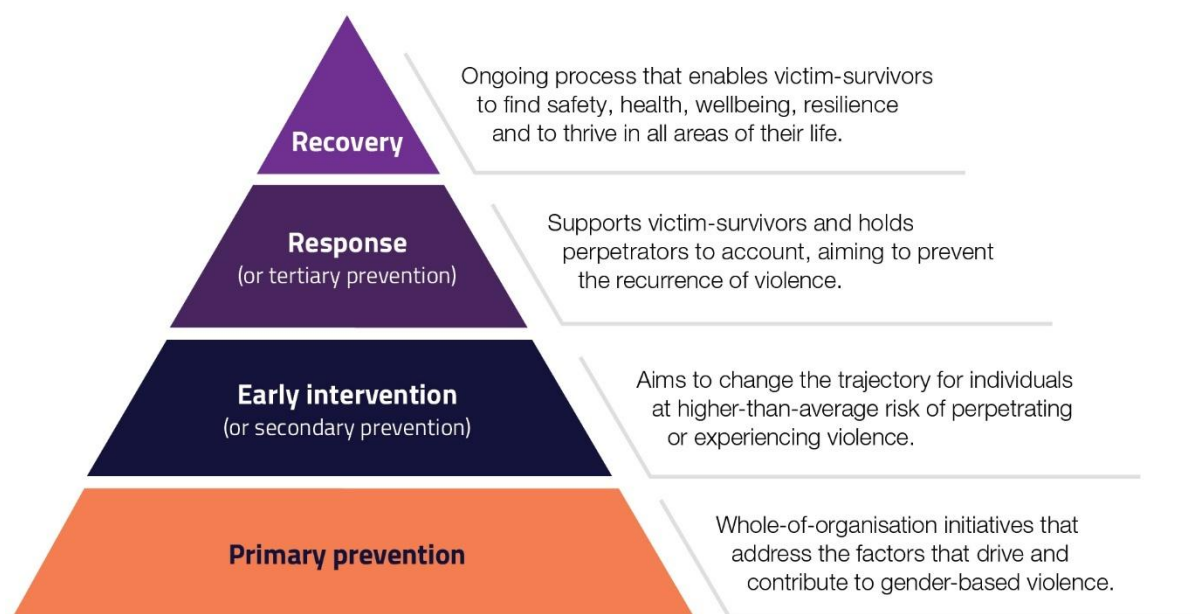 Recovery
Ongoing process that enables victim-survivors
to find safety, health, wellbeing, resilience
and to thrive in all areas of their life.
Response
(or tertiary prevention)
Supports victim-survivors and holds
perpetrators to account, aiming to prevent
the recurrence of violence.
Early intervention
(or secondary prevention)
Aims to change the trajectory for individuals
at higher-than-average risk of perpetrating
or experiencing violence.
Primary prevention
Whole-of-organisation initiatives that
address the factors that drive and
contribute to gender-based violence.